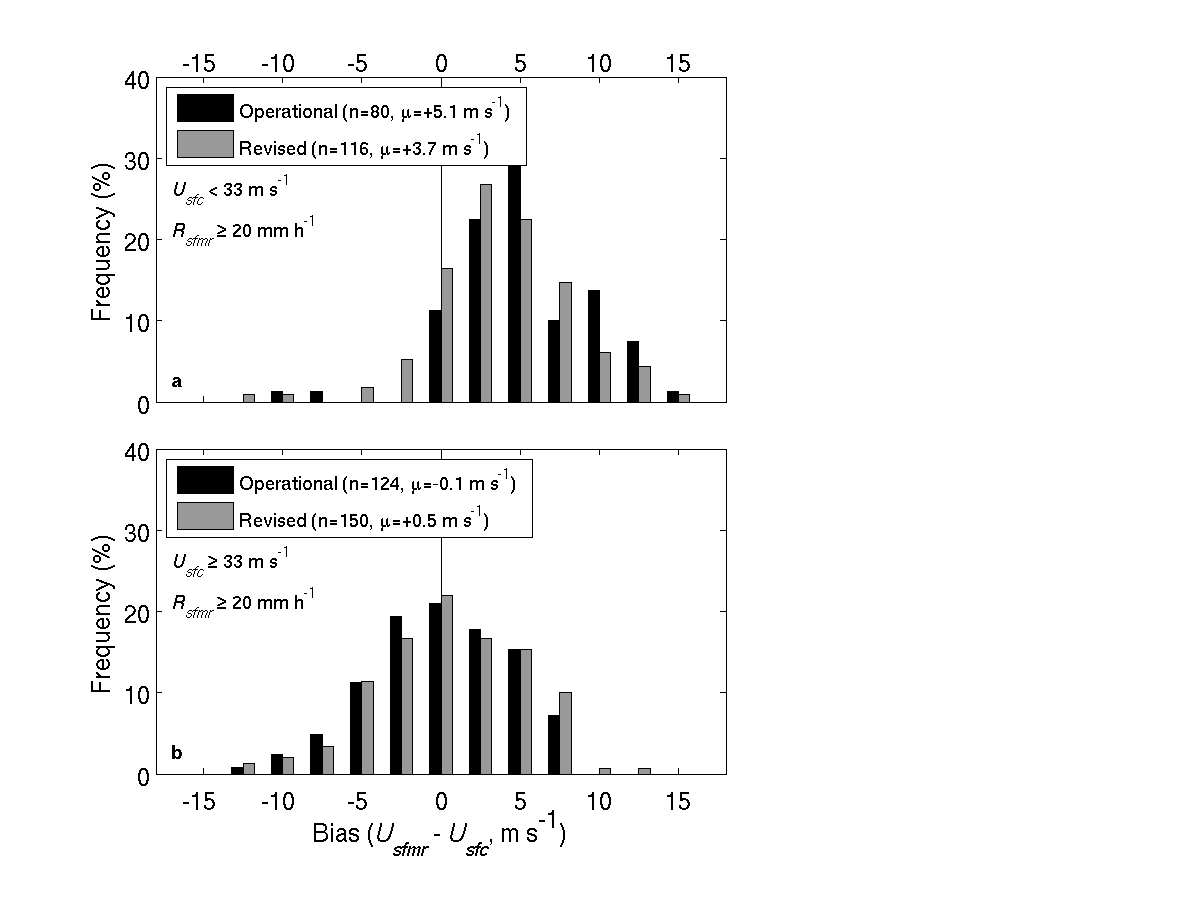 -15 -10 -5 0 5 10 15
40
Operational (n=80, μ=+5.1 m s-1)
Revised (n=116, μ=+3.7 m s-1)
30
Usfc < 33 m s-1
Rsfmr ≥ 20 mm h-1
20
Frequency (%)
10
a
0
40
Operational (n=124, μ=-0.1 m s-1)
Revised (n=150, μ=+0.5 m s-1)
30
Usfc ≥ 33 m s-1
Rsfmr ≥ 20 mm h-1
20
Frequency (%)
10
b
0
-15 -10 -5 0 5 10 15
Bias (Usfmr - Usfc, m s-1)